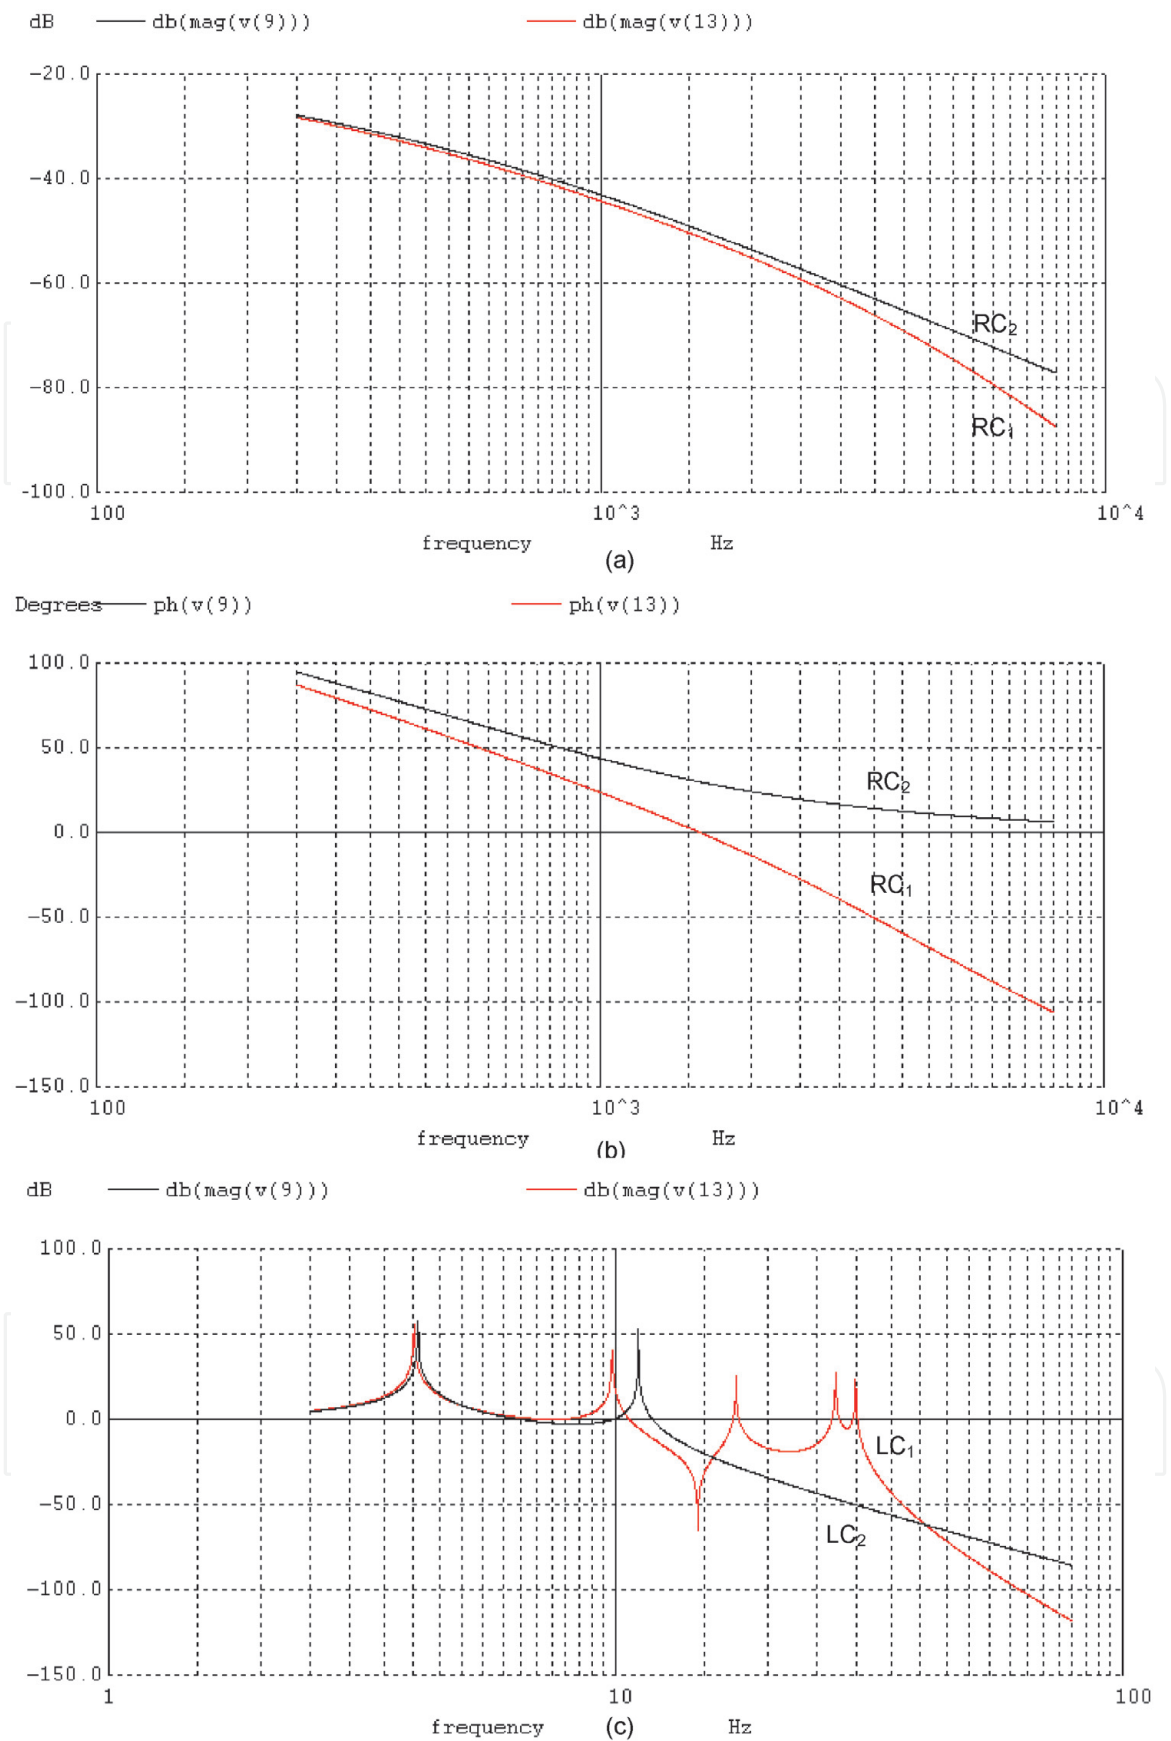 dB db(mag(v(9))) db(mag(v(13)))
-20.0
-40.0
-60.0
RC2
-80.0
RC1
-100.0
100 10^3 10^4
frequency Hz
(a)
Degrees ph(v(9)) ph(v(13))
100.0
50.0
RC2
0.0
RC1
-50.0
-100.0
-150.0
100 10^3 10^4
frequency Hz
(b)
dB db(mag(v(9))) db(mag(v(13)))
100.0
50.0
0.0
LC1
-50.0
LC2
-100.0
-150.0
1 10 100
frequency (c) Hz